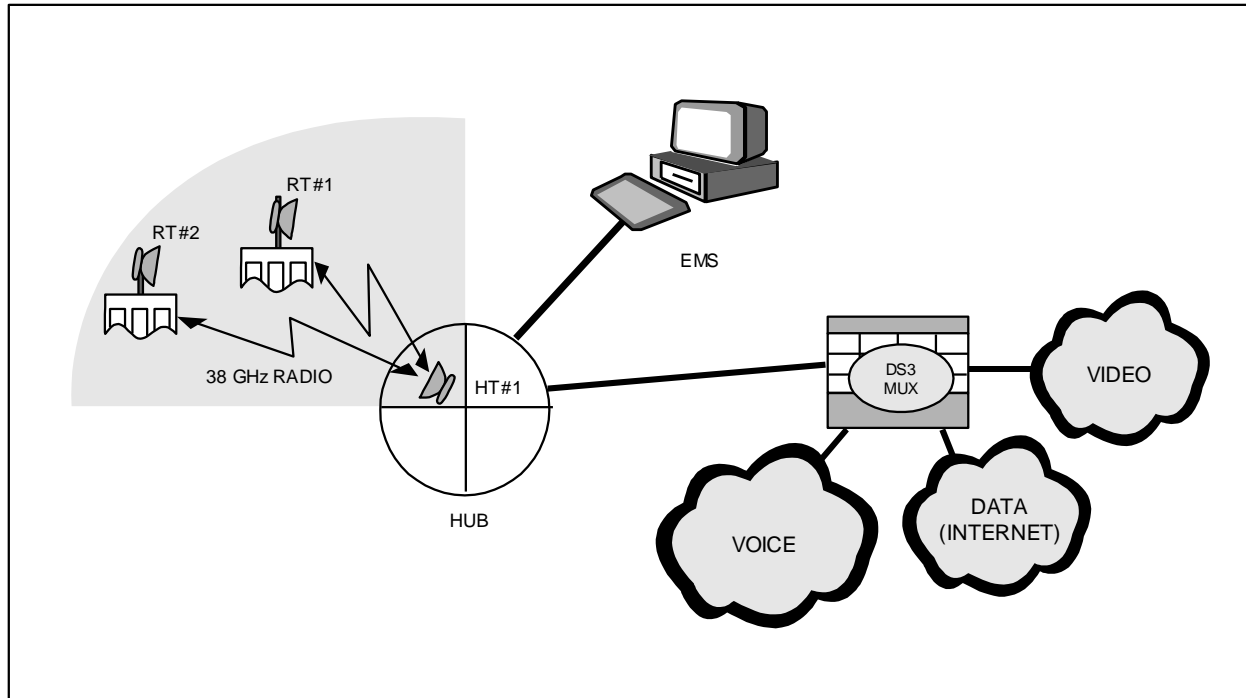 RT#1
RT#2
EMS
38 GHz RADIO
HT#1
HUB
DS3
MUX
VIDEO
VOICE
DATA
(INTERNET)